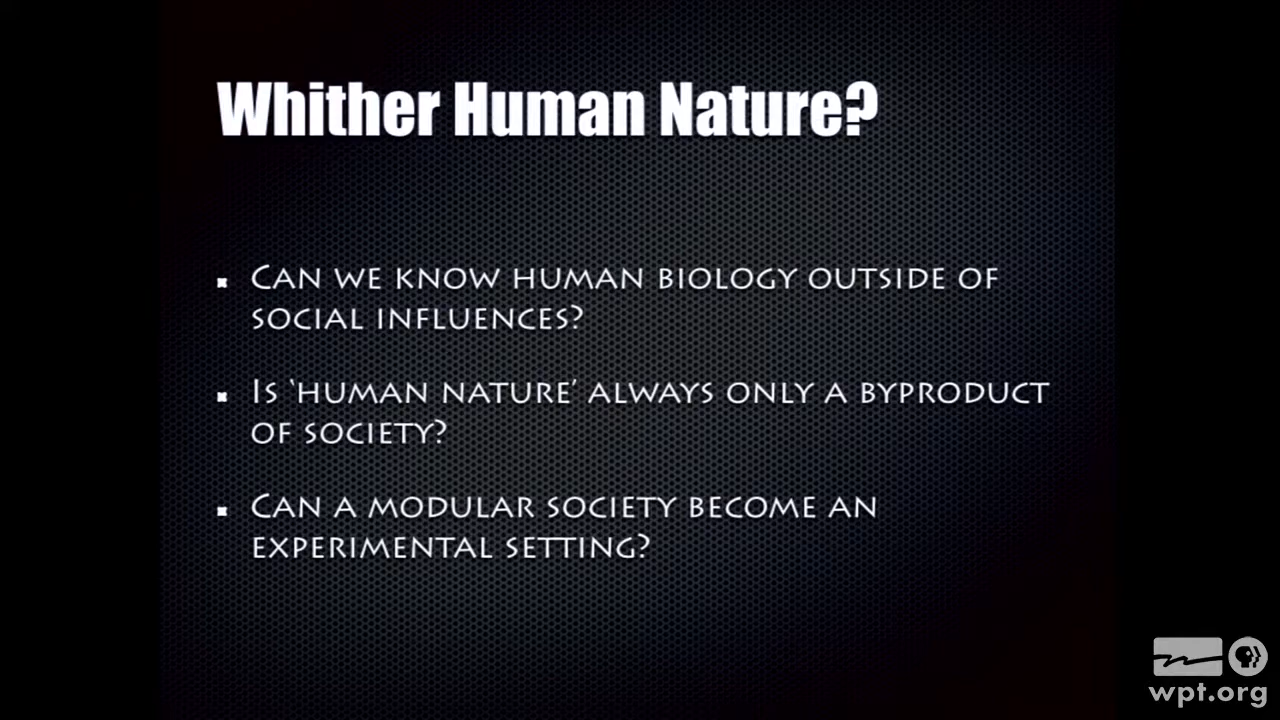 Whither Human Nature?
Can we know human biology outside of
social influences?
Is ‘human nature’ always only a byproduct
of society?
Can a modular society become an
experimental setting?
wpt.org